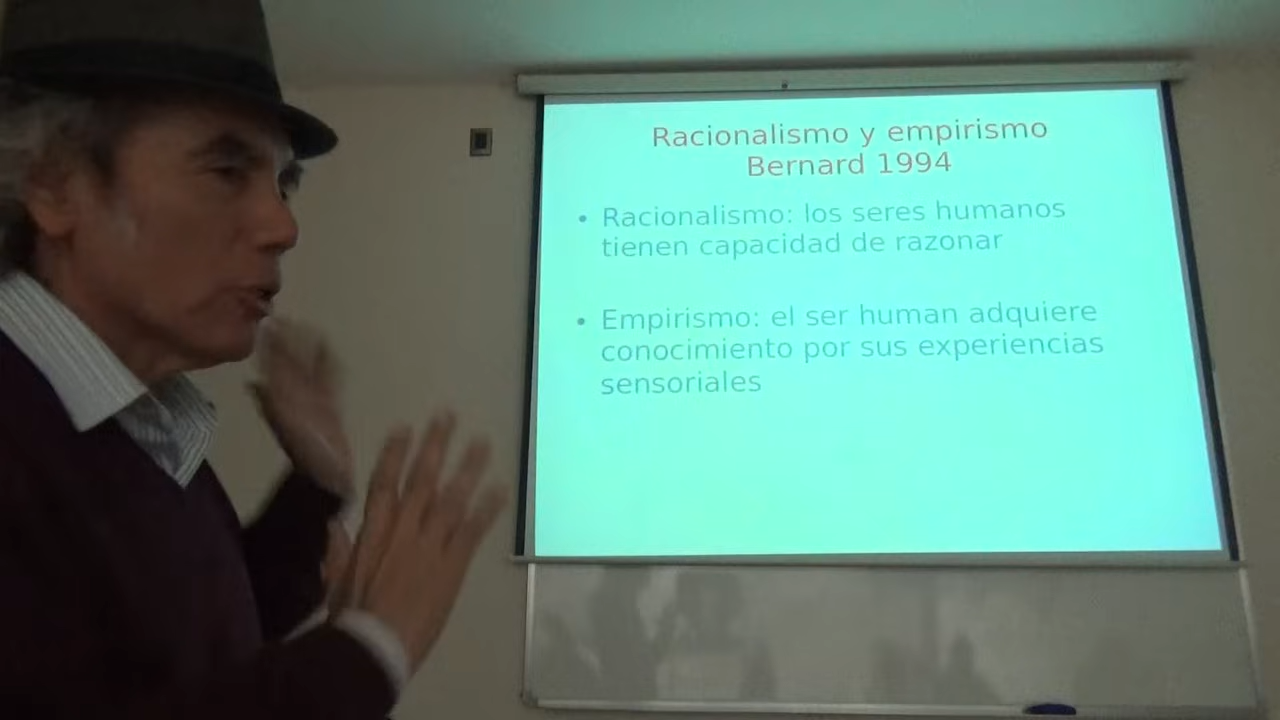 Racionalismo y empirismo
Bernard 1994
• Racionalismo: los seres humanos
tienen capacidad de razonar
• Empirismo: el ser human adquiere
conocimiento por sus experiencias
sensoriales